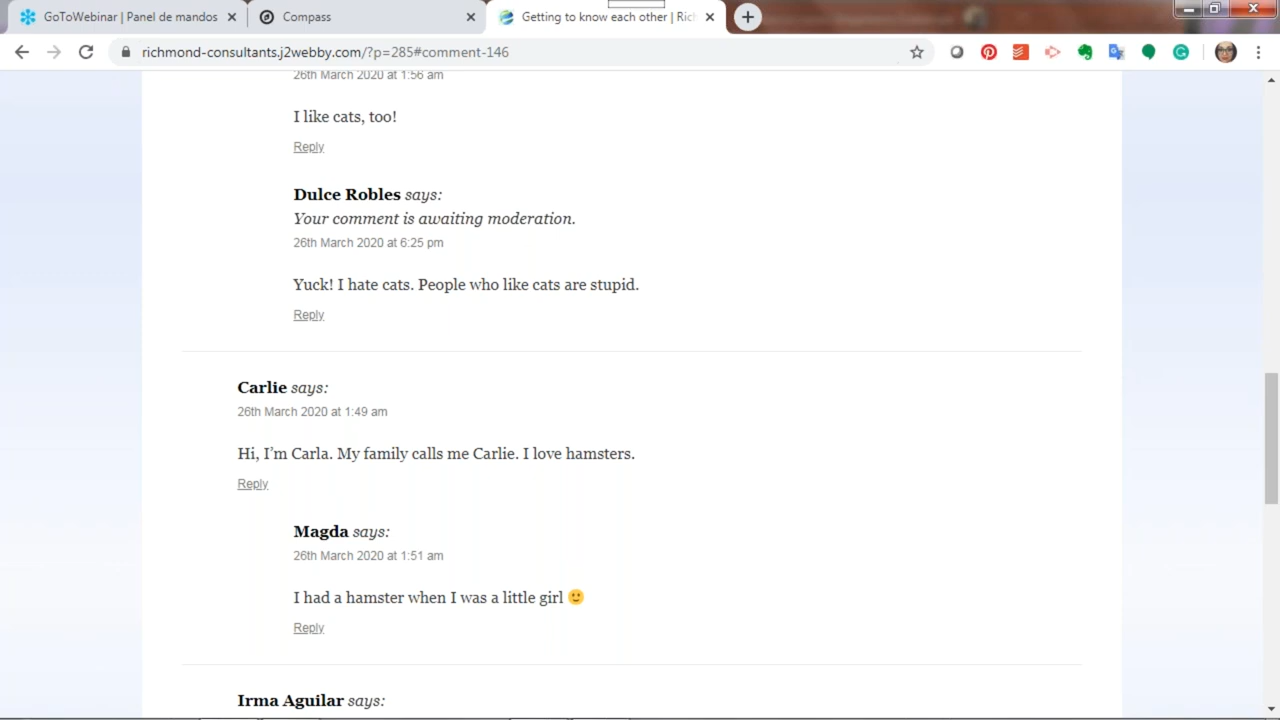 GoToWebinar | Panel de mandos
Compass
Getting to know each other | Ric
richmond-consultants.j2webby.com/?p=285#comment-146
26th March 2020 at 1:56 am
I like cats, too!
Reply
Dulce Robles says:
Your comment is awaiting moderation.
26th March 2020 at 6:25 pm
Yuck! I hate cats. People who like cats are stupid.
Reply
Carlie says:
26th March 2020 at 1:49 am
Hi, I’m Carla. My family calls me Carlie. I love hamsters.
Reply
Magda says:
26th March 2020 at 1:51 am
I had a hamster when I was a little girl 🙂
Reply
Irma Aguilar says: